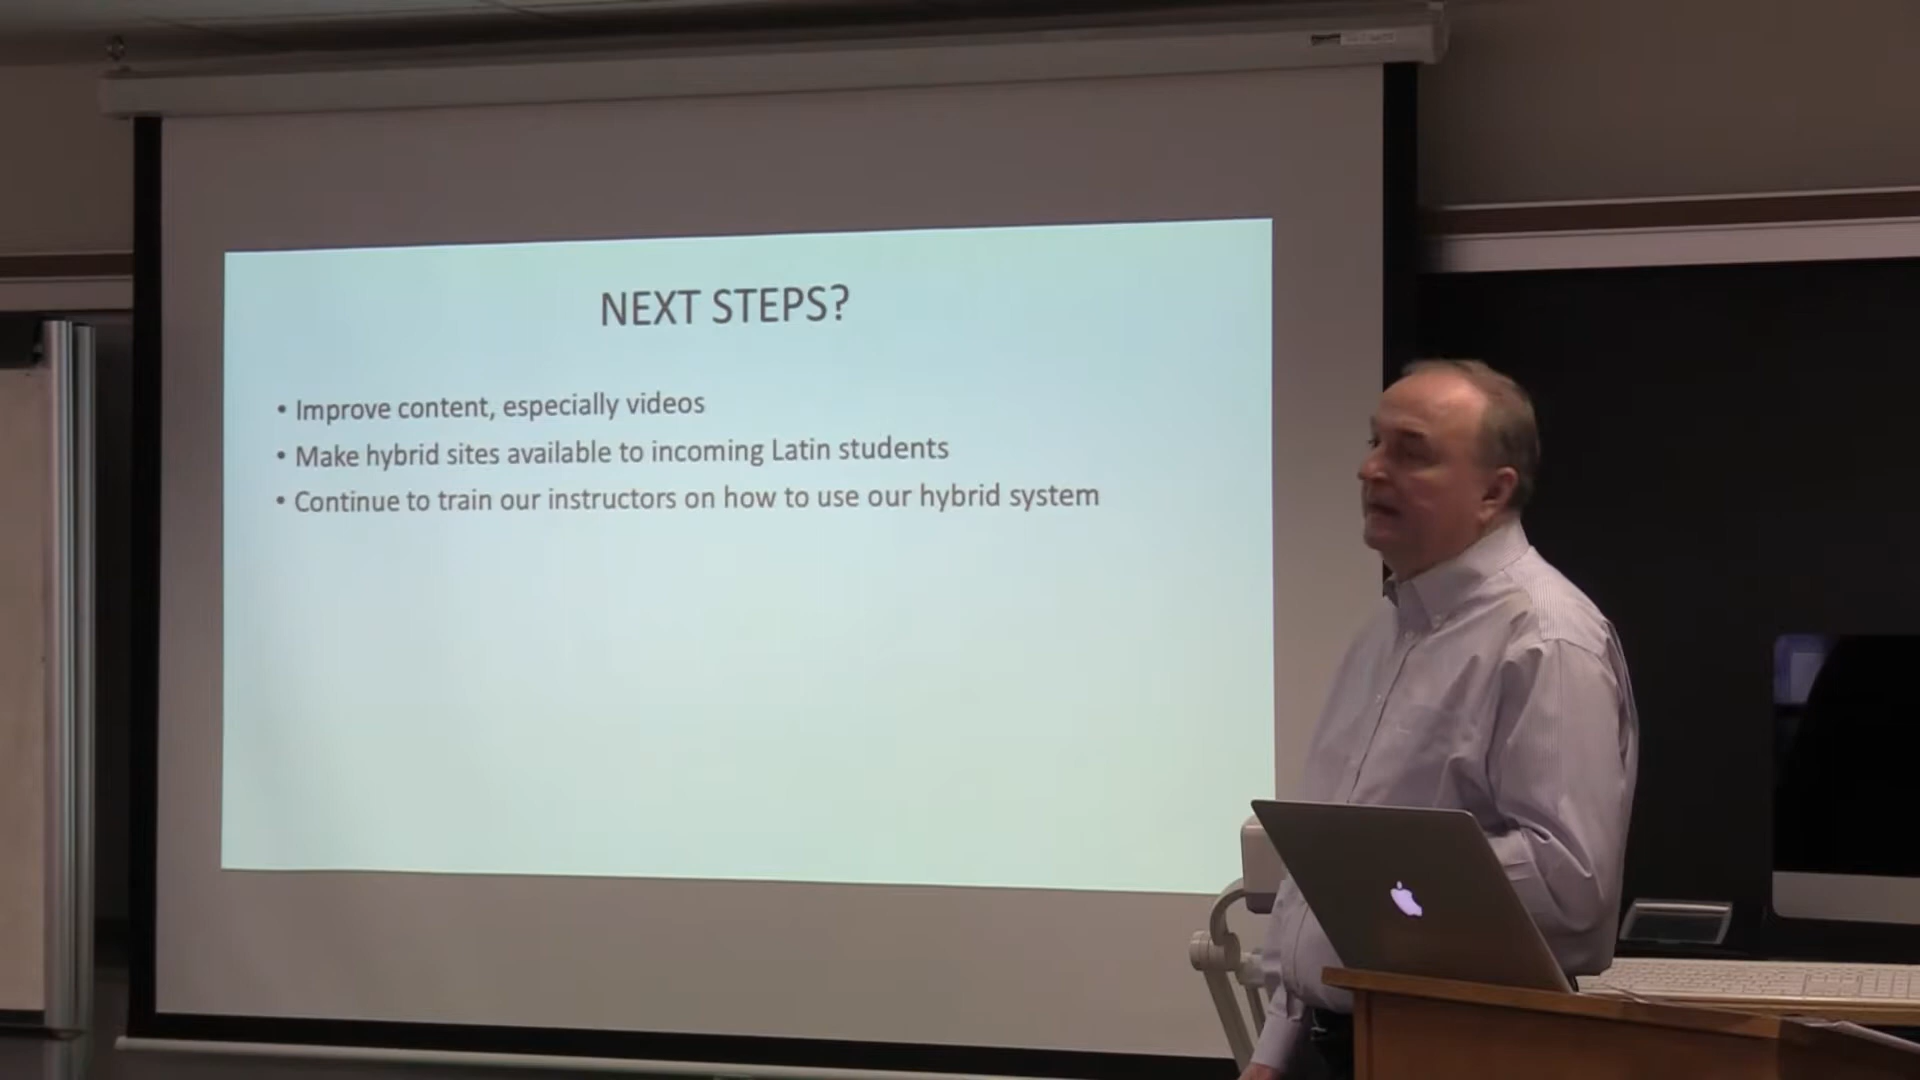 NEXT STEPS?
• Improve content, especially videos
• Make hybrid sites available to incoming Latin students
• Continue to train our instructors on how to use our hybrid system